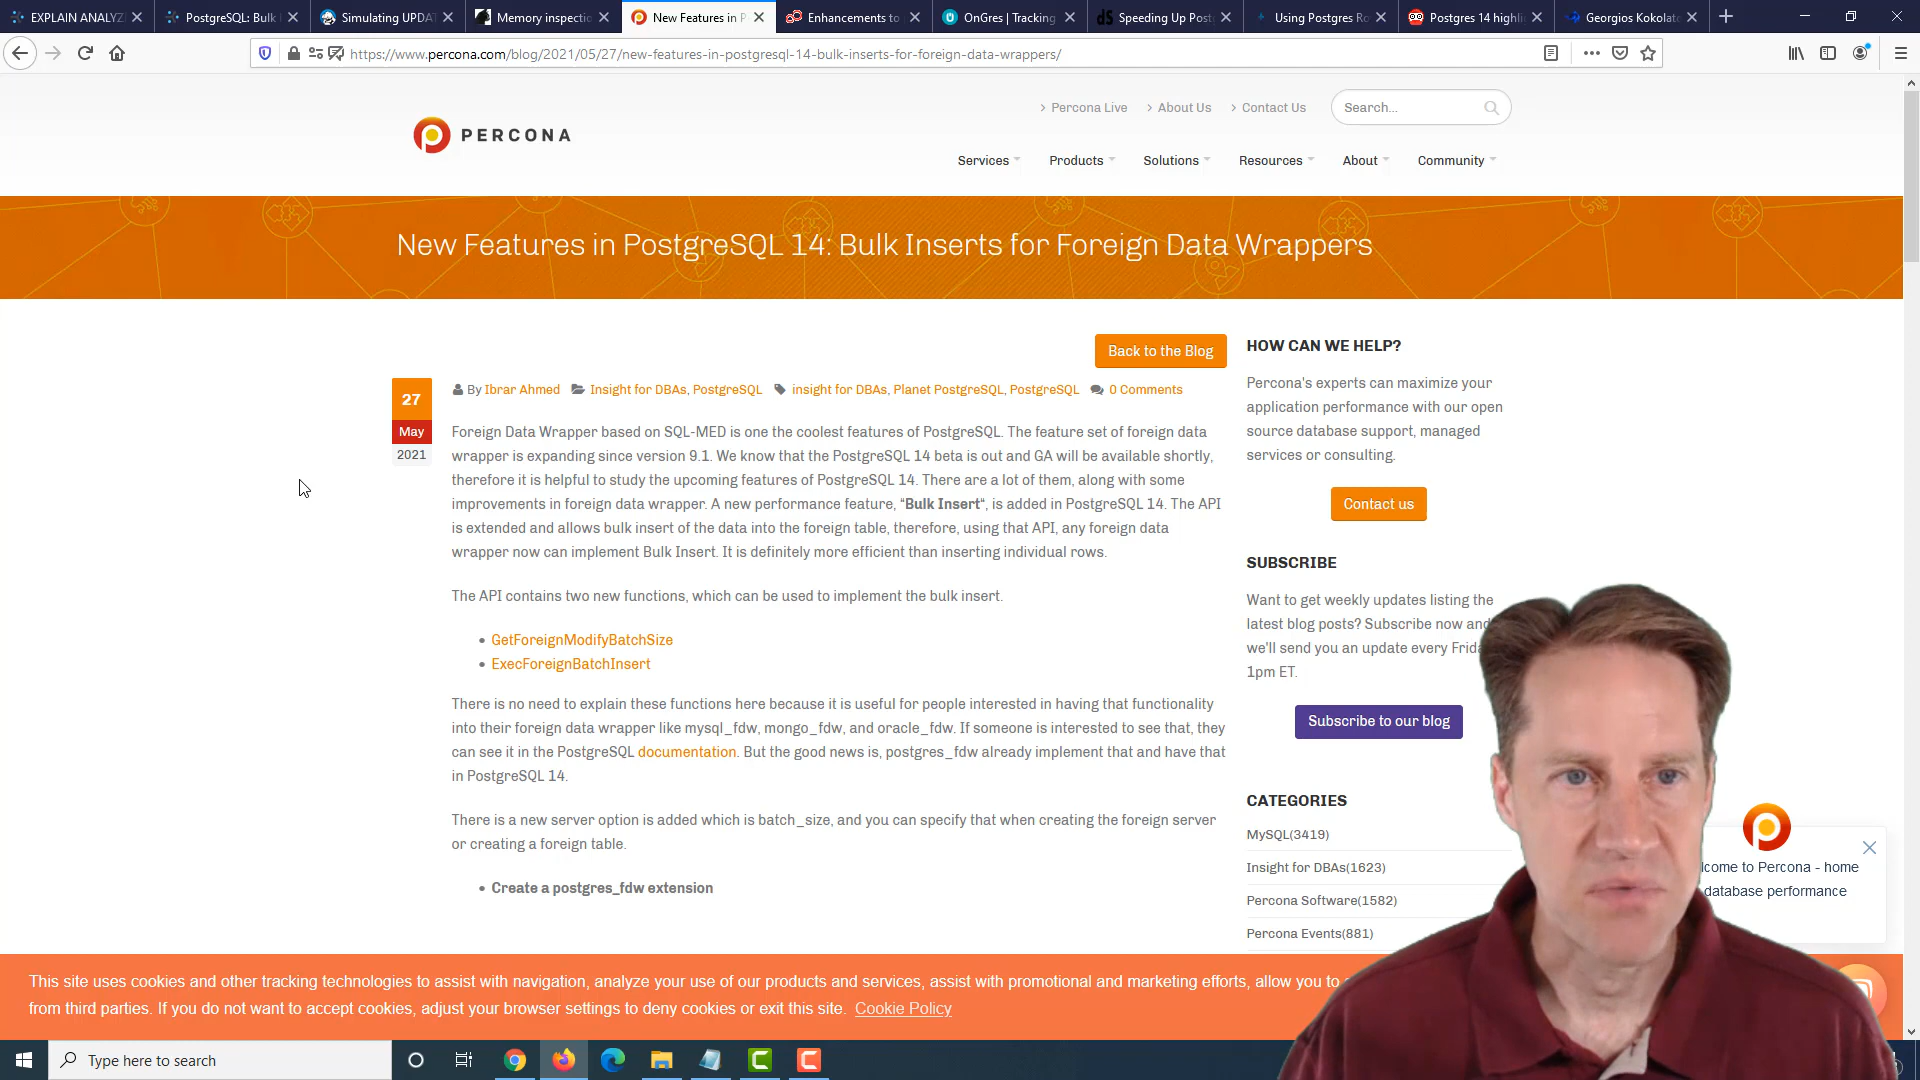 EXPLAIN ANALYZ
PostgreSQL: Bulk
Simulating UPDAT
Memory inspectio
New Features in P
Enhancements to
OnGres | Tracking
Speeding Up Post
Using Postgres Ro
Postgres 14 highli
Georgios Kokolato
https://www.percona.com/blog/2021/05/27/new-features-in-postgresql-14-bulk-inserts-for-foreign-data-wrappers/
Percona Live
About Us
Contact Us
Search...
PERCONA
Services
Products
Solutions
Resources
About
Community
New Features in PostgreSQL 14: Bulk Inserts for Foreign Data Wrappers
Back to the Blog
27
May
2021
By Ibrar Ahmed Insight for DBAs, PostgreSQL insight for DBAs, Planet PostgreSQL, PostgreSQL 0 Comments
Foreign Data Wrapper based on SQL-MED is one the coolest features of PostgreSQL. The feature set of foreign data
wrapper is expanding since version 9.1. We know that the PostgreSQL 14 beta is out and GA will be available shortly,
therefore it is helpful to study the upcoming features of PostgreSQL 14. There are a lot of them, along with some
improvements in foreign data wrapper. A new performance feature, “Bulk Insert“, is added in PostgreSQL 14. The API
is extended and allows bulk insert of the data into the foreign table, therefore, using that API, any foreign data
wrapper now can implement Bulk Insert. It is definitely more efficient than inserting individual rows.
The API contains two new functions, which can be used to implement the bulk insert.
• GetForeignModifyBatchSize
• ExecForeignBatchInsert
There is no need to explain these functions here because it is useful for people interested in having that functionality
into their foreign data wrapper like mysql_fdw, mongo_fdw, and oracle_fdw. If someone is interested to see that, they
can see it in the PostgreSQL documentation. But the good news is, postgres_fdw already implement that and have that
in PostgreSQL 14.
There is a new server option is added which is batch_size, and you can specify that when creating the foreign server
or creating a foreign table.
• Create a postgres_fdw extension
HOW CAN WE HELP?
Percona's experts can maximize your
application performance with our open
source database support, managed
services or consulting.
Contact us
SUBSCRIBE
Want to get weekly updates listing the
latest blog posts? Subscribe now and
we'll send you an update every Frida
1pm ET.
Subscribe to our blog
CATEGORIES
MySQL(3419)
Insight for DBAs(1623)
Percona Software(1582)
Percona Events(881)
lcome to Percona - home
database performance
This site uses cookies and other tracking technologies to assist with navigation, analyze your use of our products and services, assist with promotional and marketing efforts, allow you to
from third parties. If you do not want to accept cookies, adjust your browser settings to deny cookies or exit this site. Cookie Policy
Type here to search